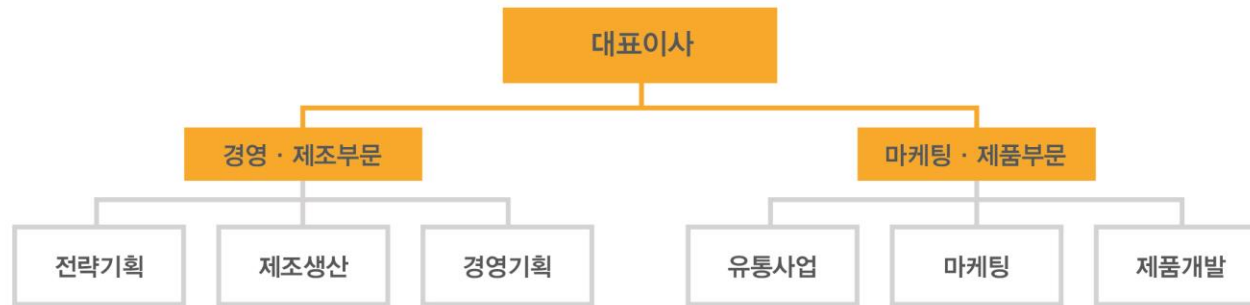 대표이사
경영 · 제조부문
마케팅 · 제품부문
전략기획
제조생산
경영기획
유통사업
마케팅
제품개발